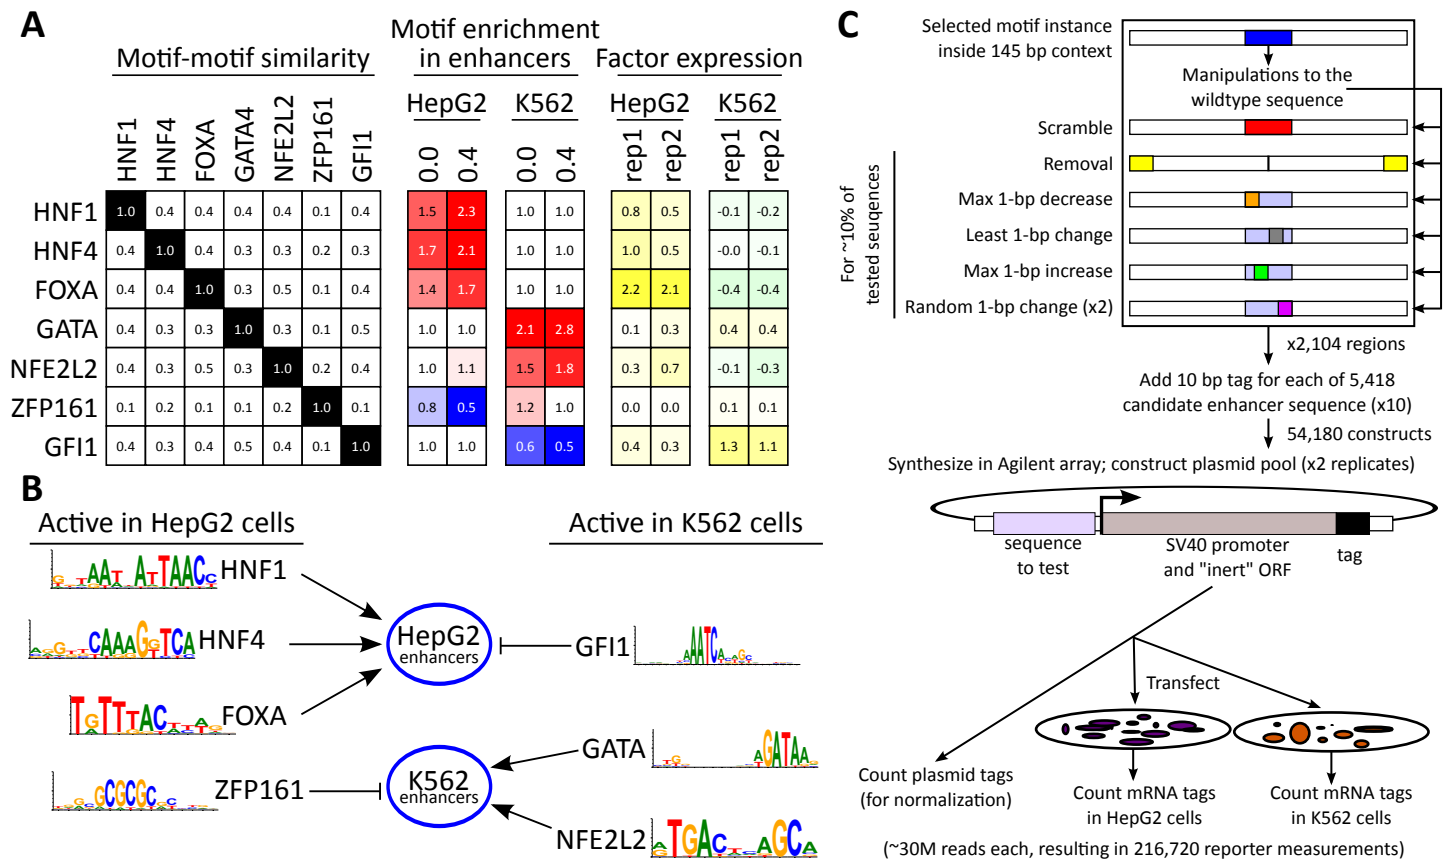 A
Motif-motif similarity
Motif enrichment
in enhancers
Factor expression
HepG2 K562 HepG2 K562
HNF1 HNF4 FOXA GATA4 NFE2L2 ZFP161 GFI1 0.0 0.4 0.0 0.4 rep1 rep2 rep1 rep2
HNF1 1.0 0.4 0.4 0.4 0.4 0.1 0.4 1.5 2.3 1.0 1.0 0.8 0.5 -0.1 -0.2
HNF4 0.4 1.0 0.4 0.3 0.3 0.2 0.3 1.7 2.1 1.0 1.0 1.0 0.5 -0.0 -0.1
FOXA 0.4 0.4 1.0 0.3 0.5 0.1 0.4 1.4 1.7 1.0 1.0 2.2 2.1 -0.4 -0.4
GATA 0.4 0.3 0.3 1.0 0.3 0.1 0.5 1.0 1.0 2.1 2.8 0.1 0.3 0.4 0.4
NFE2L2 0.4 0.3 0.5 0.3 1.0 0.2 0.4 1.0 1.1 1.5 1.8 0.3 0.7 -0.1 -0.3
ZFP161 0.1 0.2 0.1 0.1 0.2 1.0 0.1 0.8 0.5 1.2 1.0 0.0 0.0 0.1 0.1
GFI1 0.4 0.3 0.4 0.5 0.4 0.1 1.0 1.0 1.0 0.6 0.5 0.4 0.3 1.3 1.1
B
Active in HepG2 cells
Active in K562 cells
HNF1
HNF4
FOXA
ZFP161
HepG2
enhancers
K562
enhancers
GFI1
GATA
NFE2L2
C
Selected motif instance
inside 145 bp context
Manipulations to the
wildtype sequence
Scramble
Removal
Max 1-bp decrease
Least 1-bp change
Max 1-bp increase
Random 1-bp change (x2)
For ~10% of
tested seuqences
x2,104 regions
Add 10 bp tag for each of 5,418
candidate enhancer sequence (x10)
54,180 constructs
Synthesize in Agilent array; construct plasmid pool (x2 replicates)
sequence
to test
SV40 promoter
and "inert" ORF
tag
Transfect
Count plasmid tags
(for normalization)
Count mRNA tags
in HepG2 cells
Count mRNA tags
in K562 cells
(~30M reads each, resulting in 216,720 reporter measurements)